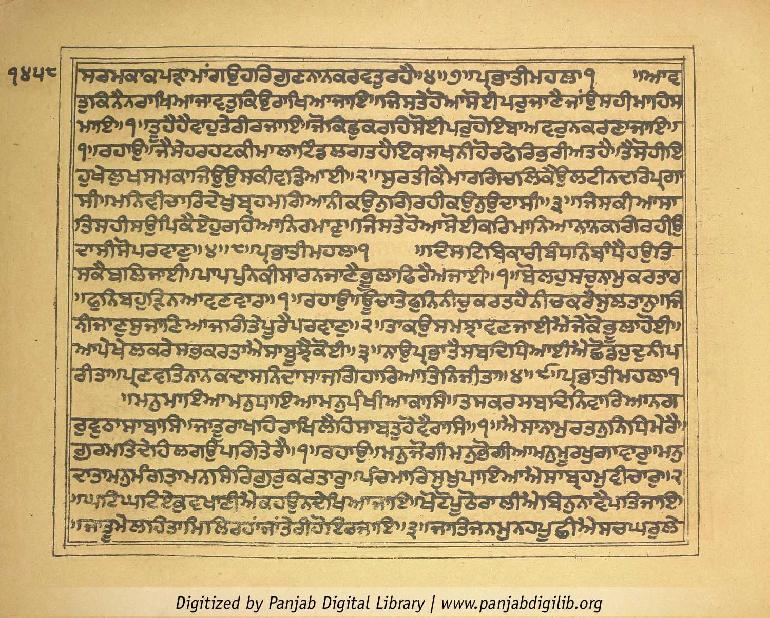 ੧੪੫੮
ਸਰਮਕਾਕਪੜਾਮਾਂਗਉਹਰਿਗੁਣਨਾਨਕਰਵਤੁਰਹੈ॥੪॥੭॥ਪ੍ਰਭਾਤੀਮਹਲਾ੧ ॥ਆਵ
ਤੁਕਿਨੈਨਰਾਖਿਆਜਾਵਤੁਕਿਉਰਾਖਿਆਜਾਇ॥ਜਿਸਤੇਹੋਆਸੋਈਪਰੁਜਾਣੈਜਾਂਉਸਹੀਮਾਹਿਸ
ਮਾਇ॥੧॥ਤੂਹੈਹੈਵਾਹੁਤੇਰੀਰਜਾਇ॥ਜੋਕਿਛੁਕਰਹਿਸੋਈਪਰੁਹੋਇਬਾਅਵਰੁਨਕਰਣਾਜਾਇ॥
੧॥ਰਹਾਉ॥ਜੈਸੇਹਰਹਟਕੀਮਾਲਾਟਿੰਡਲਗਤਹੈਇਕਸਖਨੀਹੋਰਫੇਰਿਭਰੀਅਤਹੈ॥ਤੈਸੋਹੀਇ
ਹੁਖੇਲੁਖਸਮਕਾਜਿਉਉਸਕੀਵਡਿਆਈ॥੨॥ਸੁਰਤੀਕੈਮਾਰਗਿਚਲਿਕੈਉਲਟੀਨਦਰਿਪ੍ਰਗਾ
ਸੀ॥ਮਨਿਵੀਚਾਰਿਦੇਖੁਬ੍ਰਹਮਗਿਆਨੀਕਉਨੁਗਿਰਹੀਕਉਨੁਉਦਾਸੀ॥੩॥ਜਿਸਕੀਆਸਾ
ਤਿਸਹੀਸਉਪਿਕੈਏਹੁਰਹਿਆਨਿਰਬਾਣੁ॥ਜਿਸਤੇਹੋਆਸੋਈਕਰਿਮਾਨਿਆਨਾਨਕਗਿਰਹੀਉ
ਦਾਸੀਸੋਪਰਵਾਣੁ॥੪॥੮॥ਪ੍ਰਭਾਤੀਮਹਲਾ੧ ॥ਦਿਸਟਿਬਿਕਾਰੀਬੰਧਨਿਬਾਂਧੈਹਉਤਿ
ਸਕੈਬਲਿਜਾਈ॥ਪਾਪਪੁੰਨਕੀਸਾਰਨਜਾਣੈਭੂਲਾਫਿਰੈਅਜਾਈ॥੧॥ਬੋਲਹੁਸਚੁਨਾਮੁਕਰਤਾਰ
॥ਫੁਨਿਬਹੁੜਿਨਆਵਣਵਾਰ॥੧॥ਰਹਾਉ॥ਊਚਾਤੇਫੁਨਿਨੀਚੁਕਰਤੁਹੈਨੀਚਕਰੈਸੁਲਤਾਨੁ॥ਜਿ
ਨੀਜਾਣੁਸੁਜਾਣਿਆਜਗਿਤੇਪੂਰੇਪਰਵਾਣੁ॥੨॥ਤਾਕਉਸਮਝਾਵਣਜਾਈਐਜੇਕੋਭੂਲਾਹੋਈ॥
ਆਪੇਖੇਲਕਰੇਸਭਕਰਤਾਐਸਾਬੂਝੈਕੋਈ॥੩॥ਨਾਉਪ੍ਰਭਾਤੈਸਬਦਿਧਿਆਈਐਛੋਡਹੁਦੁਨੀਪ
ਰੀਤਾ॥ਪ੍ਰਣਵਤਿਨਾਨਕਦਾਸਨਿਦਾਸਾਜਗਿਹਾਰਿਆਤਿਨਿਜੀਤਾ॥੪॥੯॥ਪ੍ਰਭਾਤੀਮਹਲਾ੧
॥ਮਨੁਮਾਇਆਮਨੁਧਾਇਆਮਨੁਪੰਖੀਆਕਾਸਿ॥ਤਸਕਰਸਬਦਿਨਿਵਾਰਿਆਨਗ
ਰੁਵੁਠਾਸਾਬਾਸਿ॥ਜਾਤੂਰਾਖਹਿਰਾਖਿਲੈਹਿਸਾਬਤੁਹੋਵੈਰਾਸਿ॥੧॥ਐਸਾਨਾਮੁਰਤਨੁਨਿਧਿਮੇਰੈ॥
ਗੁਰਮਤਿਦੇਹਿਲਗਉਪਗਿਤੇਰੈ॥੧॥ਰਹਾਉ॥ਮਨੁਜੋਗੀਮਨੁਭੋਗੀਆਮਨੁਮੂਰਖੁਗਾਵਾਰੁ॥ਮਨੁ
ਦਾਤਾਮਨੁਮੰਗਤਾਮਨਸਿਰਿਗੁਰੁਕਰਤਾਰੁ॥ਪੰਚਮਾਰਿਸੁਖੁਪਾਇਆਐਸਾਬ੍ਰਹਮੁਵੀਚਾਰੁ॥੨
॥ਘਟਿਘਟਿਏਕੁਵਖਾਣੀਐਕਹਉਨਦੇਖਿਆਜਾਇ॥ਖੋਟੋਪੂਠੋਰਾਲੀਐਬਿਨੁਨਾਵੈਪਤਿਜਾਇ
॥ਜਾਤੂਮੇਲਹਿਤਾਮਿਲਿਰਹਾਂਜਾਂਤੇਰੀਹੋਇਰਜਾਇ॥੩॥ਜਾਤਿਜਨਮੁਨਹਪੂਛੀਐਸਚਘਰੁਲੇ
Digitized by Panjab Digital Library | www.panjabdigilib.org